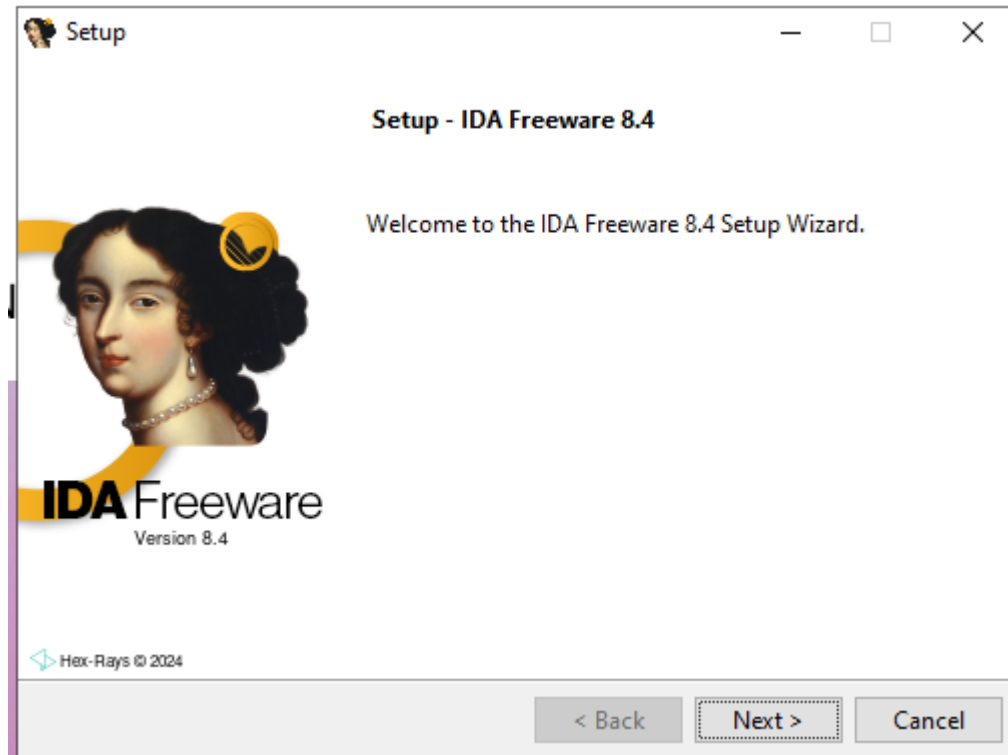 Setup
Setup - IDA Freeware 8.4
Welcome to the IDA Freeware 8.4 Setup Wizard.
IDA Freeware
Version 8.4
Hex-Rays © 2024
< Back Next > Cancel